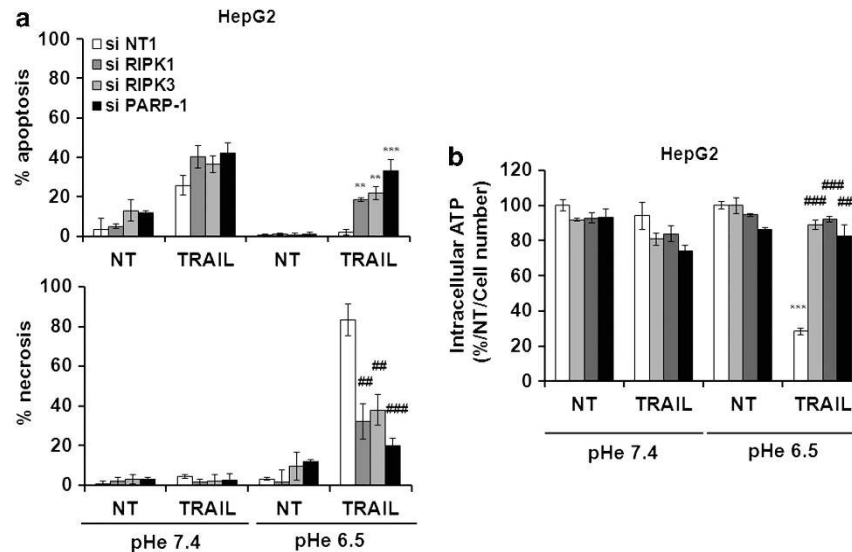 a
HepG2
si NT1
si RIPK1
si RIPK3
si PARP-1
% apoptosis
100
80
60
40
20
0
** ** ***
NT TRAIL NT TRAIL
% necrosis
100
80
60
40
20
0
## ## ###
NT TRAIL NT TRAIL
pHe 7.4 pHe 6.5
b
HepG2
Intracellular ATP
(%/NT/Cell number)
120
100
80
60
40
20
0
###
### ##
***
NT TRAIL NT TRAIL
pHe 7.4 pHe 6.5